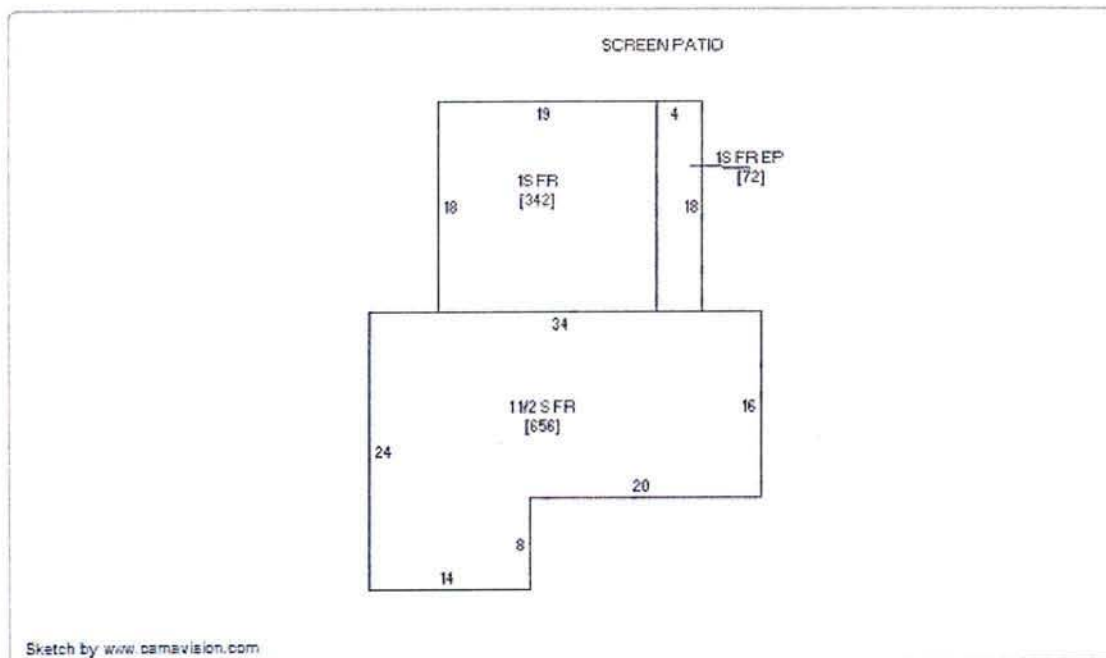 SCREEN PATIO
19
4
1S FR
[342]
1S FR EP
[72]
18
18
34
1 1/2 S FR
[656]
16
24
20
8
14
Sketch by www.camavision.com